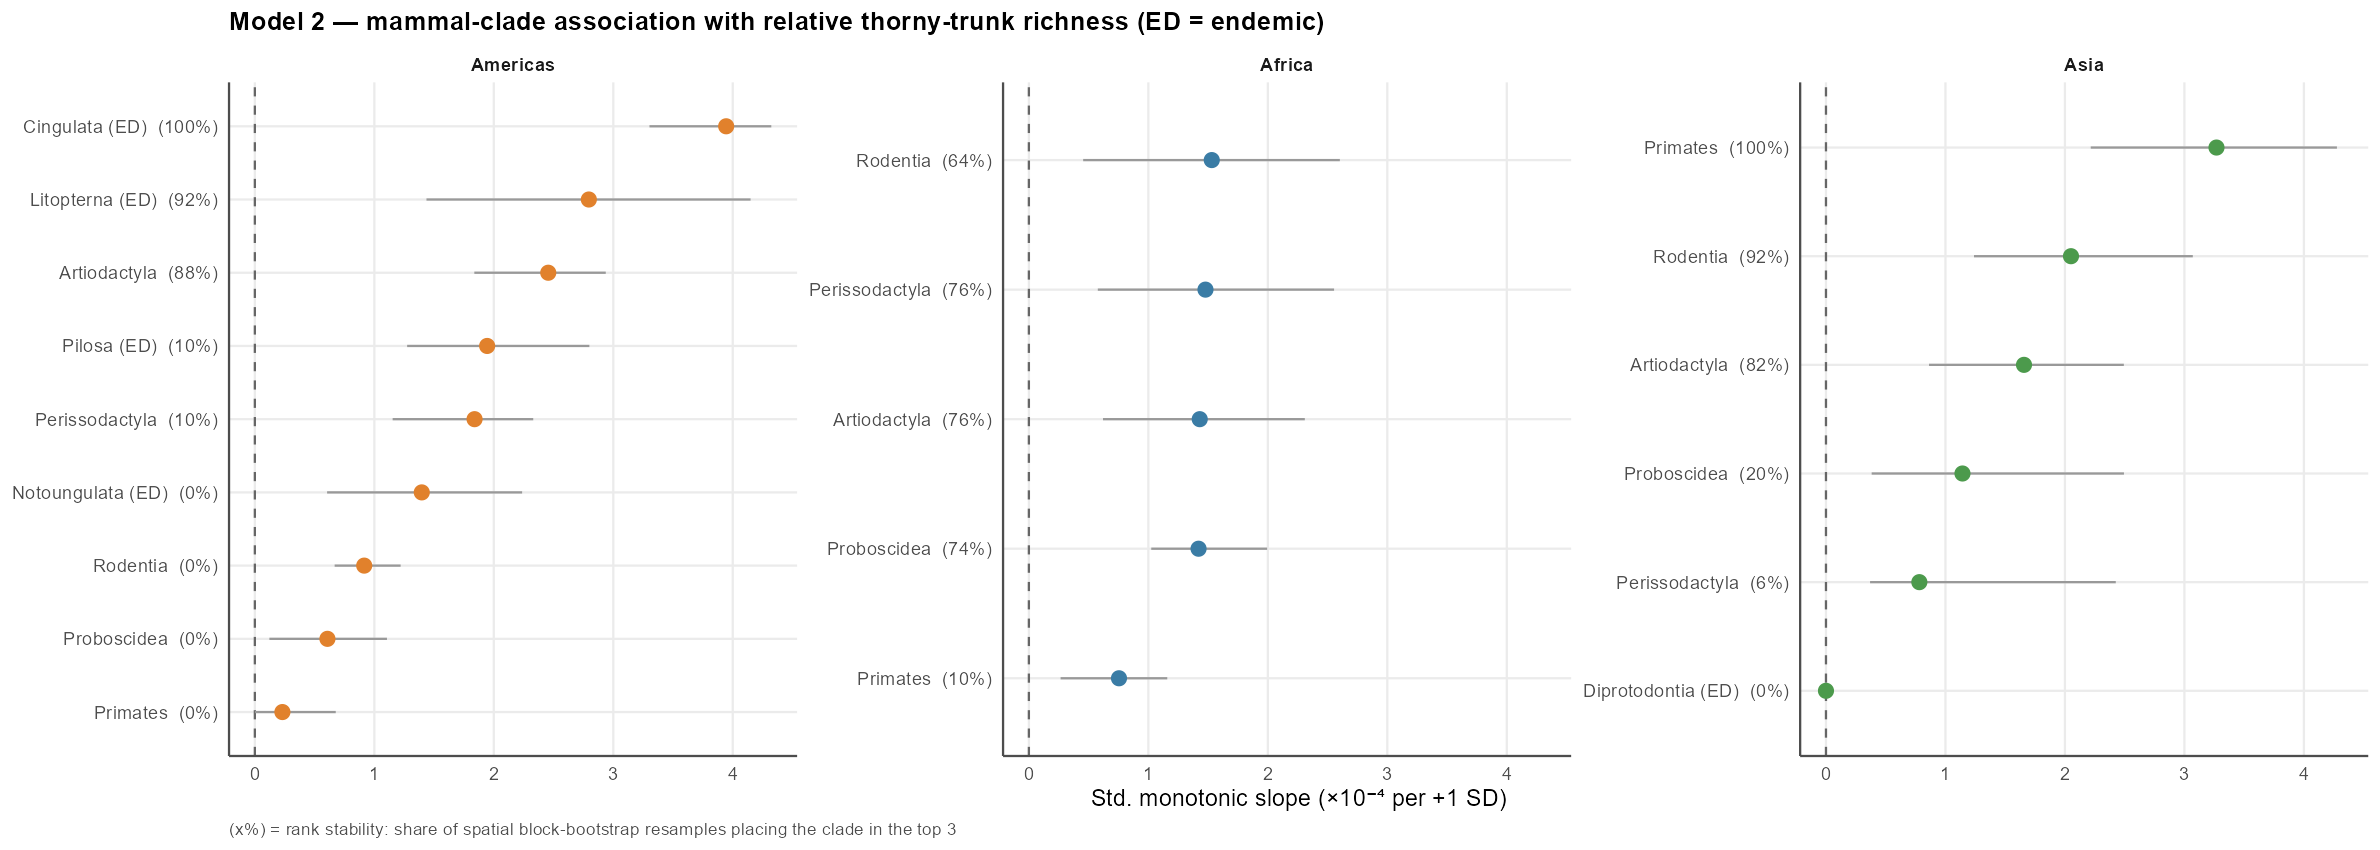 Model 2 — mammal-clade association with relative thorny-trunk richness (ED = endemic)
Americas
Cingulata (ED) (100%)
Litopterna (ED) (92%)
Artiodactyla (88%)
Pilosa (ED) (10%)
Perissodactyla (10%)
Notoungulata (ED) (0%)
Rodentia (0%)
Proboscidea (0%)
Primates (0%)
0 1 2 3 4
Africa
Rodentia (64%)
Perissodactyla (76%)
Artiodactyla (76%)
Proboscidea (74%)
Primates (10%)
0 1 2 3 4
Asia
Primates (100%)
Rodentia (92%)
Artiodactyla (82%)
Proboscidea (20%)
Perissodactyla (6%)
Diprotodontia (ED) (0%)
0 1 2 3 4
Std. monotonic slope (×10⁻⁴ per +1 SD)
(x%) = rank stability: share of spatial block-bootstrap resamples placing the clade in the top 3